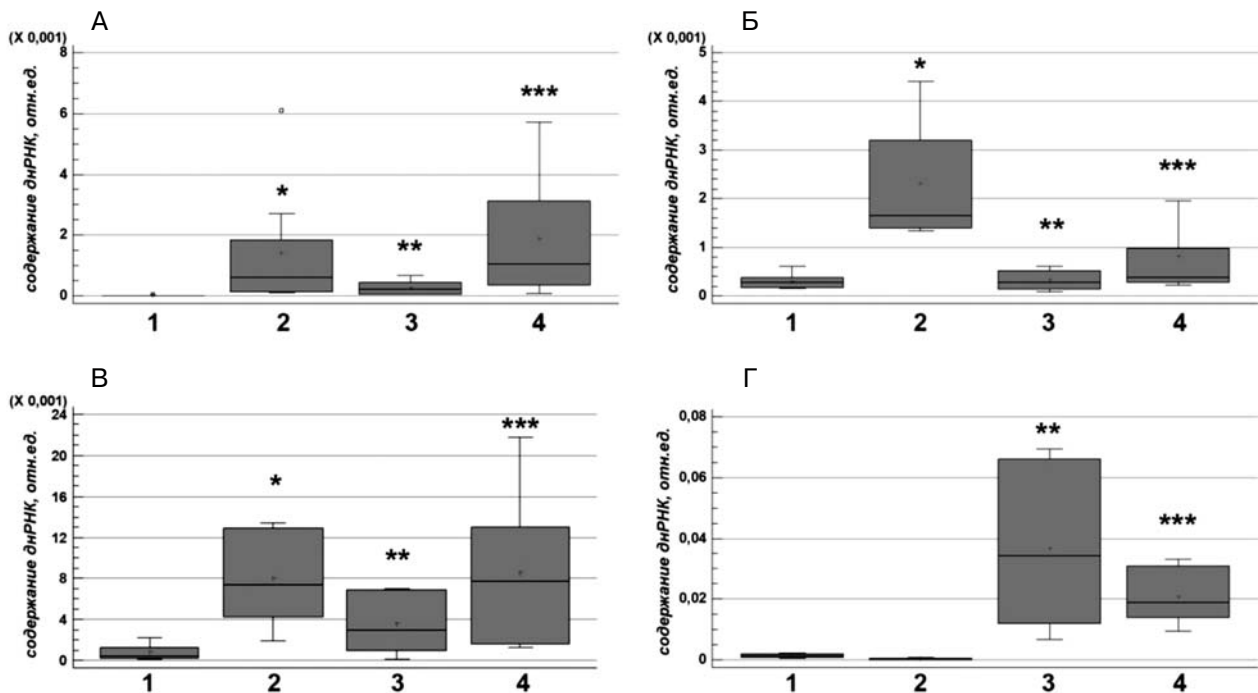 А
(X 0,001)
содержание днРНК, отн.ед.
8
6
4
2
0
*
**
***
1 2 3 4
Б
(X 0,001)
содержание днРНК, отн.ед.
5
4
3
2
1
0
*
**
***
1 2 3 4
В
(X 0,001)
содержание днРНК, отн.ед.
24
20
16
12
8
4
0
*
**
***
1 2 3 4
Г
содержание днРНК, отн.ед.
0,08
0,06
0,04
0,02
0
**
***
1 2 3 4